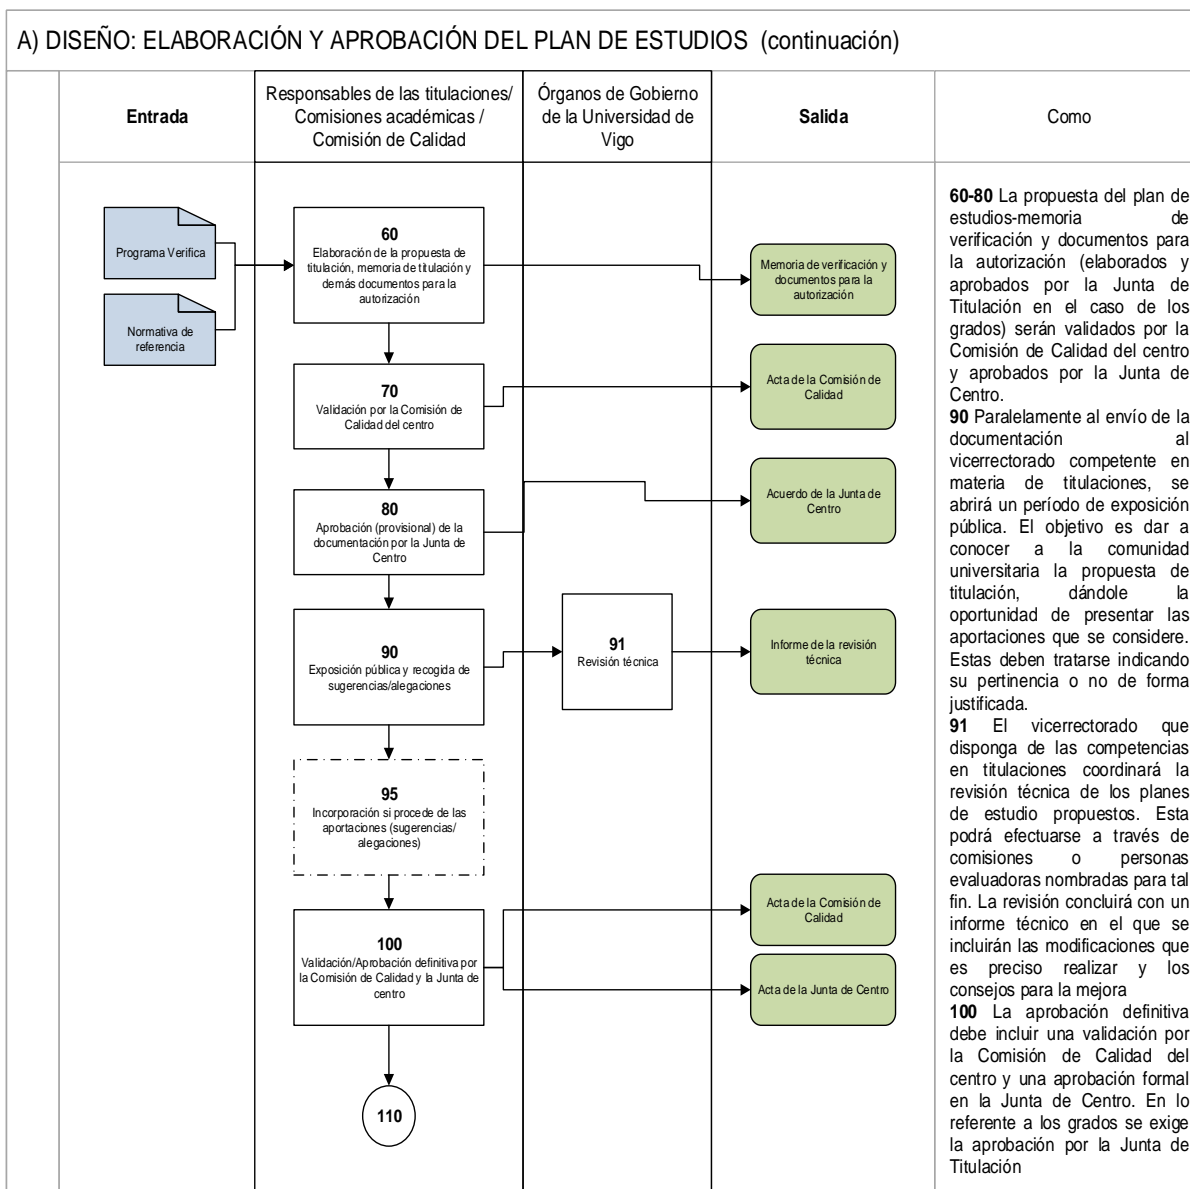 A) DISEÑO: ELABORACIÓN Y APROBACIÓN DEL PLAN DE ESTUDIOS (continuación)
Entrada
Responsables de las titulaciones/
Comisiones académicas /
Comisión de Calidad
Órganos de Gobierno
de la Universidad de
Vigo
Salida
Como
Programa Verifica
Normativa de
referencia
60
Elaboración de la propuesta de
titulación, memoria de titulación y
demás documentos para la
autorización
Memoria de verificación y
documentos para la
autorización
70
Validación por la Comisión de
Calidad del centro
Acta de la Comisión de
Calidad
80
Aprobación (provisional) de la
documentación por la Junta de
Centro
Acuerdo de la Junta de
Centro
90
Exposición pública y recogida de
sugerencias/alegaciones
91
Revisión técnica
Informe de la revisión
técnica
95
Incorporación si procede de las
aportaciones (sugerencias/
alegaciones)
100
Validación/Aprobación definitiva por
la Comisión de Calidad y la Junta de
centro
Acta de la Comisión de
Calidad
Acta de la Junta de Centro
110
60-80 La propuesta del plan de
estudios-memoria de
verificación y documentos para
la autorización (elaborados y
aprobados por la Junta de
Titulación en el caso de los
grados) serán validados por la
Comisión de Calidad del centro
y aprobados por la Junta de
Centro.
90 Paralelamente al envío de la
documentación al
vicerrectorado competente en
materia de titulaciones, se
abrirá un período de exposición
pública. El objetivo es dar a
conocer a la comunidad
universitaria la propuesta de
titulación, dándole la
oportunidad de presentar las
aportaciones que se considere.
Estas deben tratarse indicando
su pertinencia o no de forma
justificada.
91 El vicerrectorado que
disponga de las competencias
en titulaciones coordinará la
revisión técnica de los planes
de estudio propuestos. Esta
podrá efectuarse a través de
comisiones o personas
evaluadoras nombradas para tal
fin. La revisión concluirá con un
informe técnico en el que se
incluirán las modificaciones que
es preciso realizar y los
consejos para la mejora
100 La aprobación definitiva
debe incluir una validación por
la Comisión de Calidad del
centro y una aprobación formal
en la Junta de Centro. En lo
referente a los grados se exige
la aprobación por la Junta de
Titulación